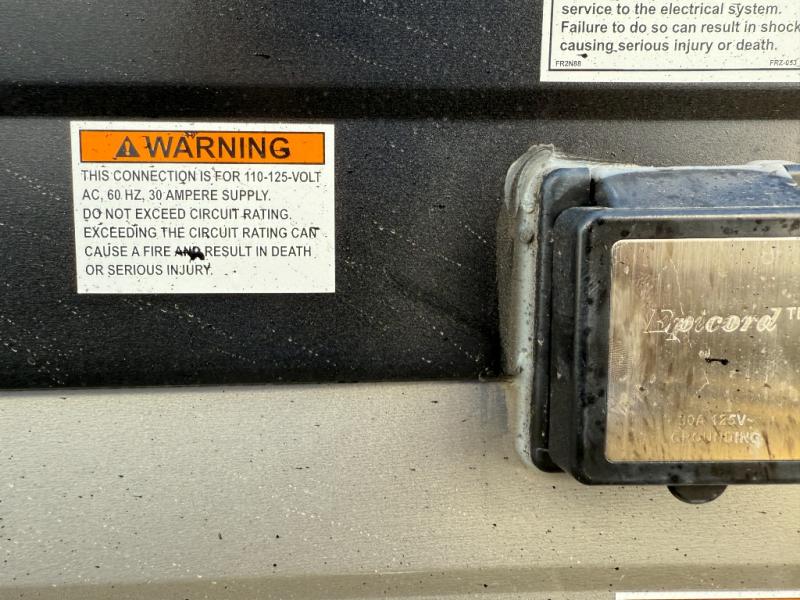 service to the electrical system.
Failure to do so can result in shock
causing serious injury or death.
FR2N88 FRZ-053
WARNING
THIS CONNECTION IS FOR 110-125-VOLT
AC, 60 HZ, 30 AMPERE SUPPLY.
DO NOT EXCEED CIRCUIT RATING.
EXCEEDING THE CIRCUIT RATING CAN
CAUSE A FIRE AND RESULT IN DEATH
OR SERIOUS INJURY.
Epicord TM
30A 125V~
GROUNDING